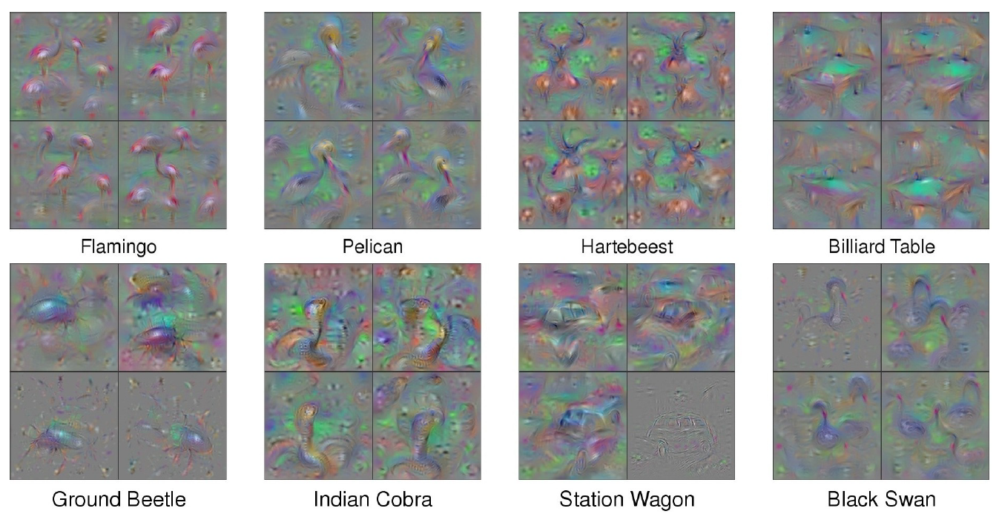 Flamingo
Pelican
Hartebeest
Billiard Table
Ground Beetle
Indian Cobra
Station Wagon
Black Swan